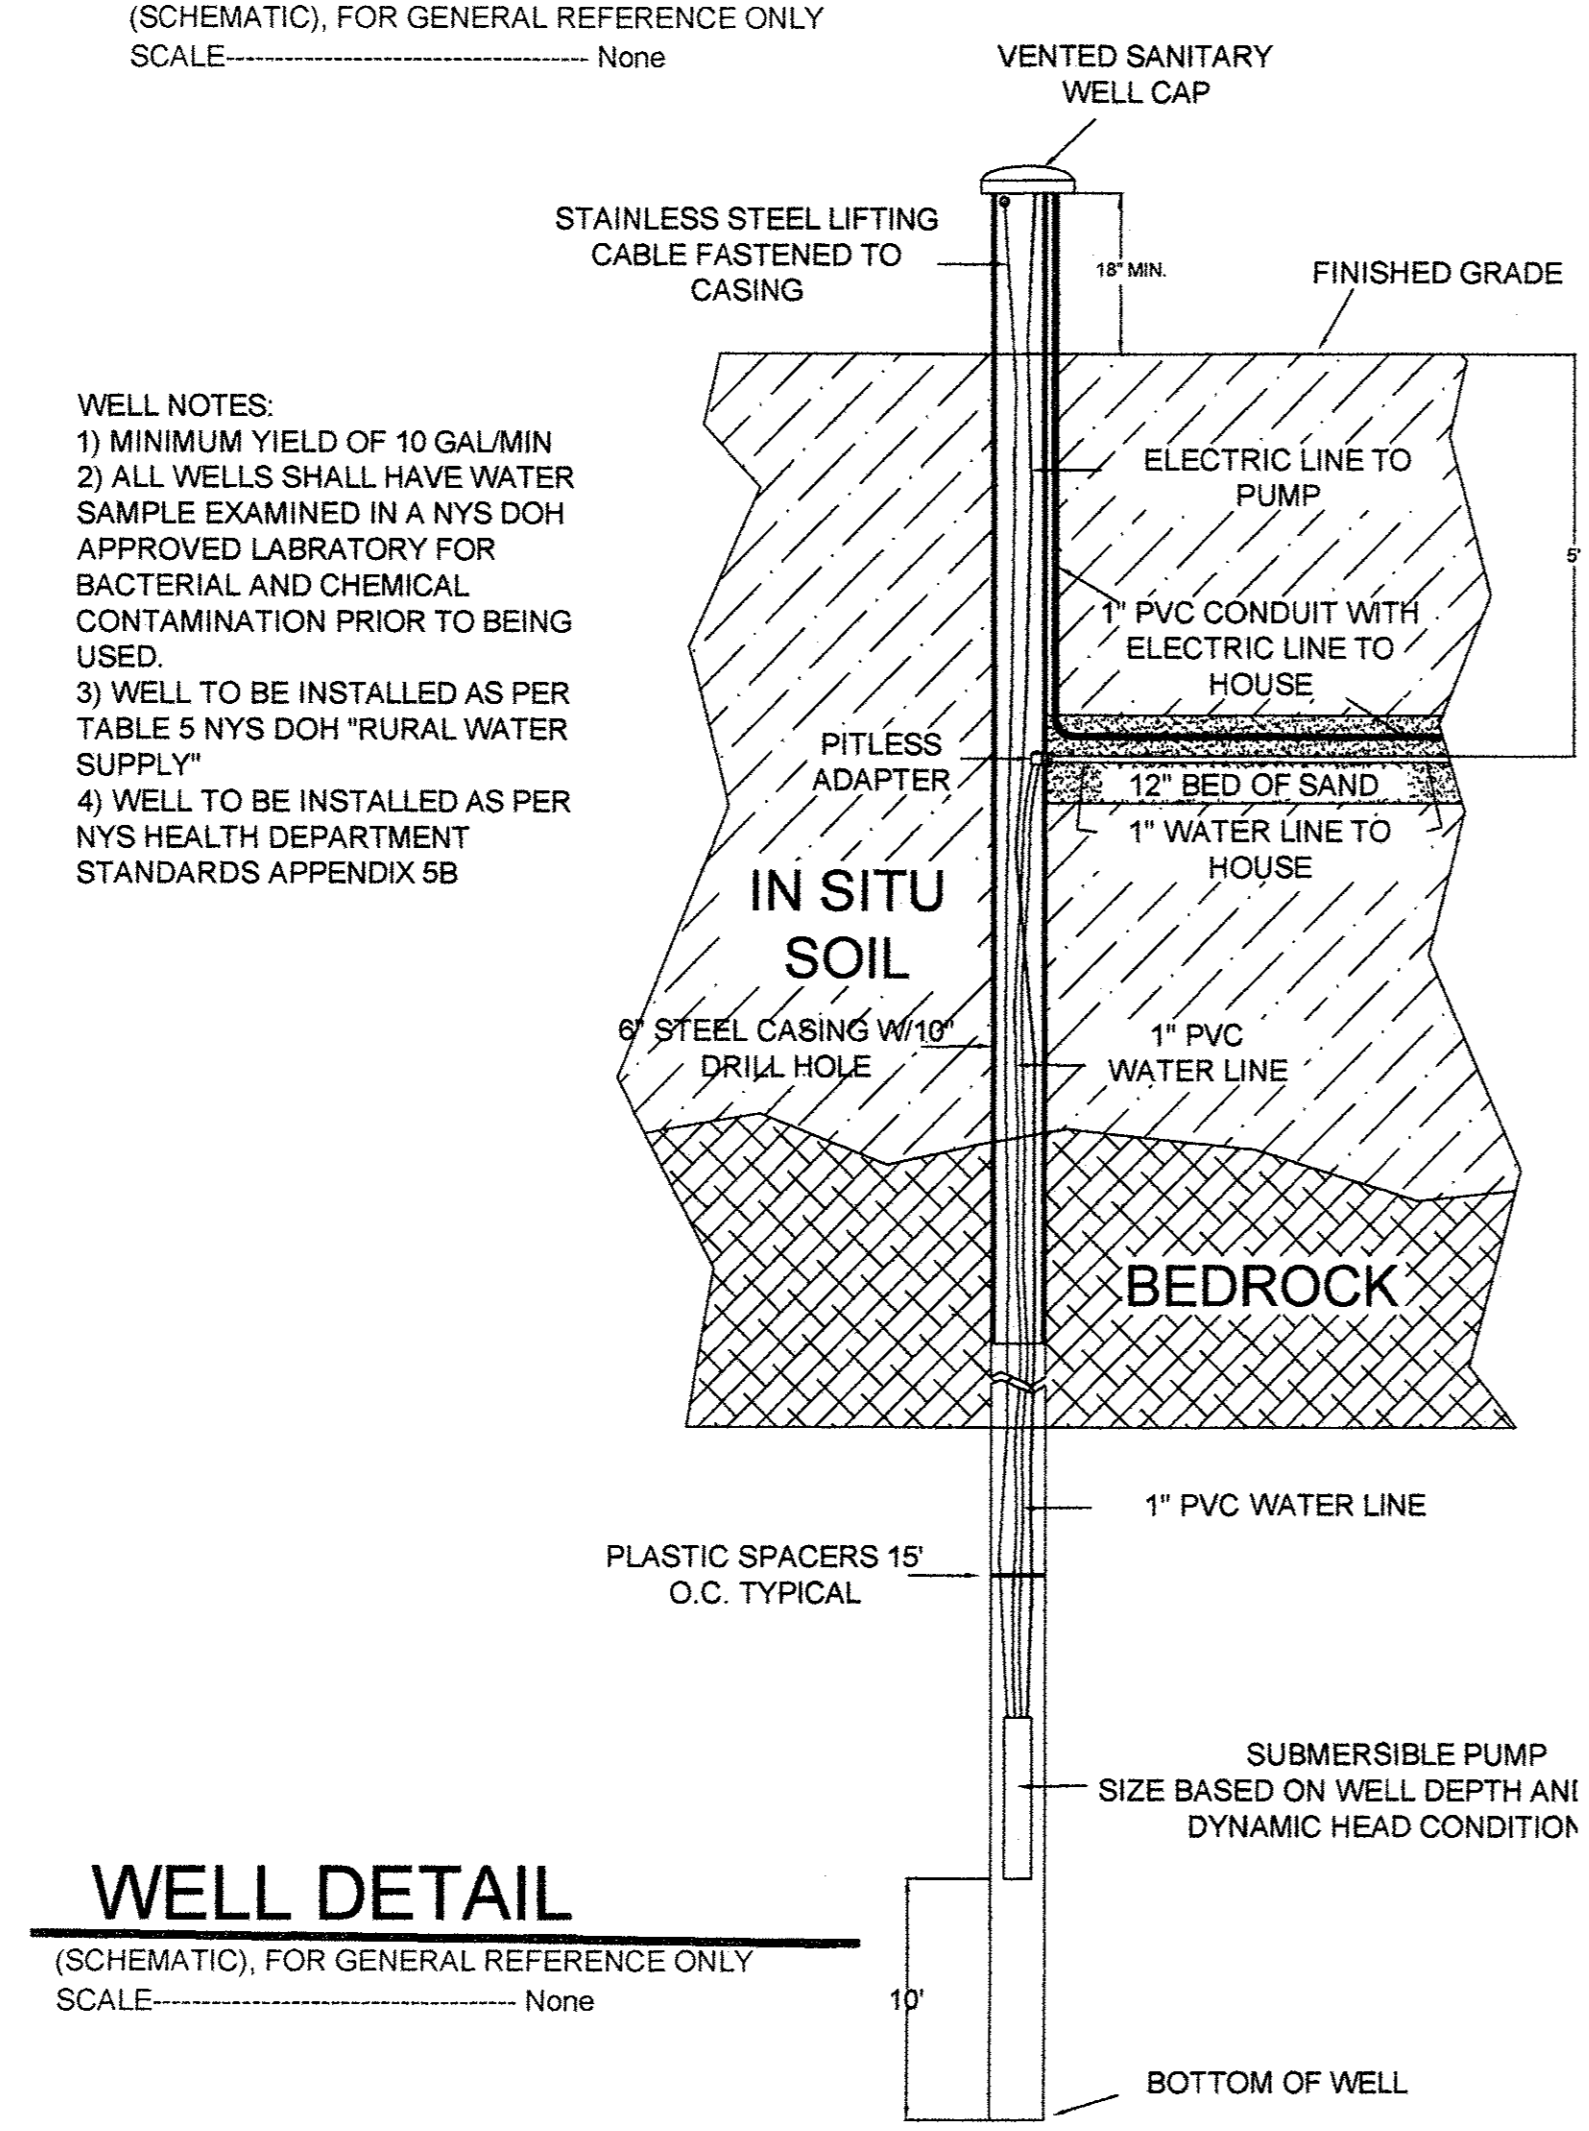 (SCHEMATIC), FOR GENERAL REFERENCE ONLY
SCALE------------------------------------- None
VENTED SANITARY
WELL CAP
STAINLESS STEEL LIFTING
CABLE FASTENED TO
CASING
18" MIN.
FINISHED GRADE
WELL NOTES:
1) MINIMUM YIELD OF 10 GAL/MIN
2) ALL WELLS SHALL HAVE WATER
SAMPLE EXAMINED IN A NYS DOH
APPROVED LABRATORY FOR
BACTERIAL AND CHEMICAL
CONTAMINATION PRIOR TO BEING
USED.
3) WELL TO BE INSTALLED AS PER
TABLE 5 NYS DOH "RURAL WATER
SUPPLY"
4) WELL TO BE INSTALLED AS PER
NYS HEALTH DEPARTMENT
STANDARDS APPENDIX 5B
ELECTRIC LINE TO
PUMP
5'
1" PVC CONDUIT WITH
ELECTRIC LINE TO
HOUSE
PITLESS
ADAPTER
12" BED OF SAND
1" WATER LINE TO
HOUSE
IN SITU
SOIL
6" STEEL CASING W/10"
DRILL HOLE
1" PVC
WATER LINE
BEDROCK
1" PVC WATER LINE
PLASTIC SPACERS 15'
O.C. TYPICAL
SUBMERSIBLE PUMP
SIZE BASED ON WELL DEPTH AN
DYNAMIC HEAD CONDITION
WELL DETAIL
(SCHEMATIC), FOR GENERAL REFERENCE ONLY
SCALE------------------------------------- None
10'
BOTTOM OF WELL